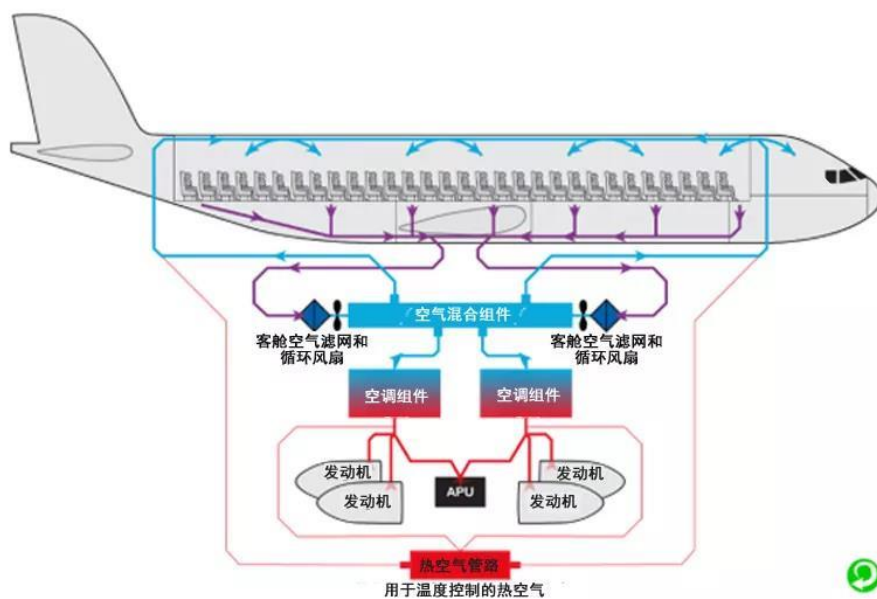 空气混合组件
客舱空气滤网和
循环风扇
客舱空气滤网和
循环风扇
空调组件
空调组件
发动机
发动机
APU
发动机
发动机
热空气管路
用于温度控制的热空气